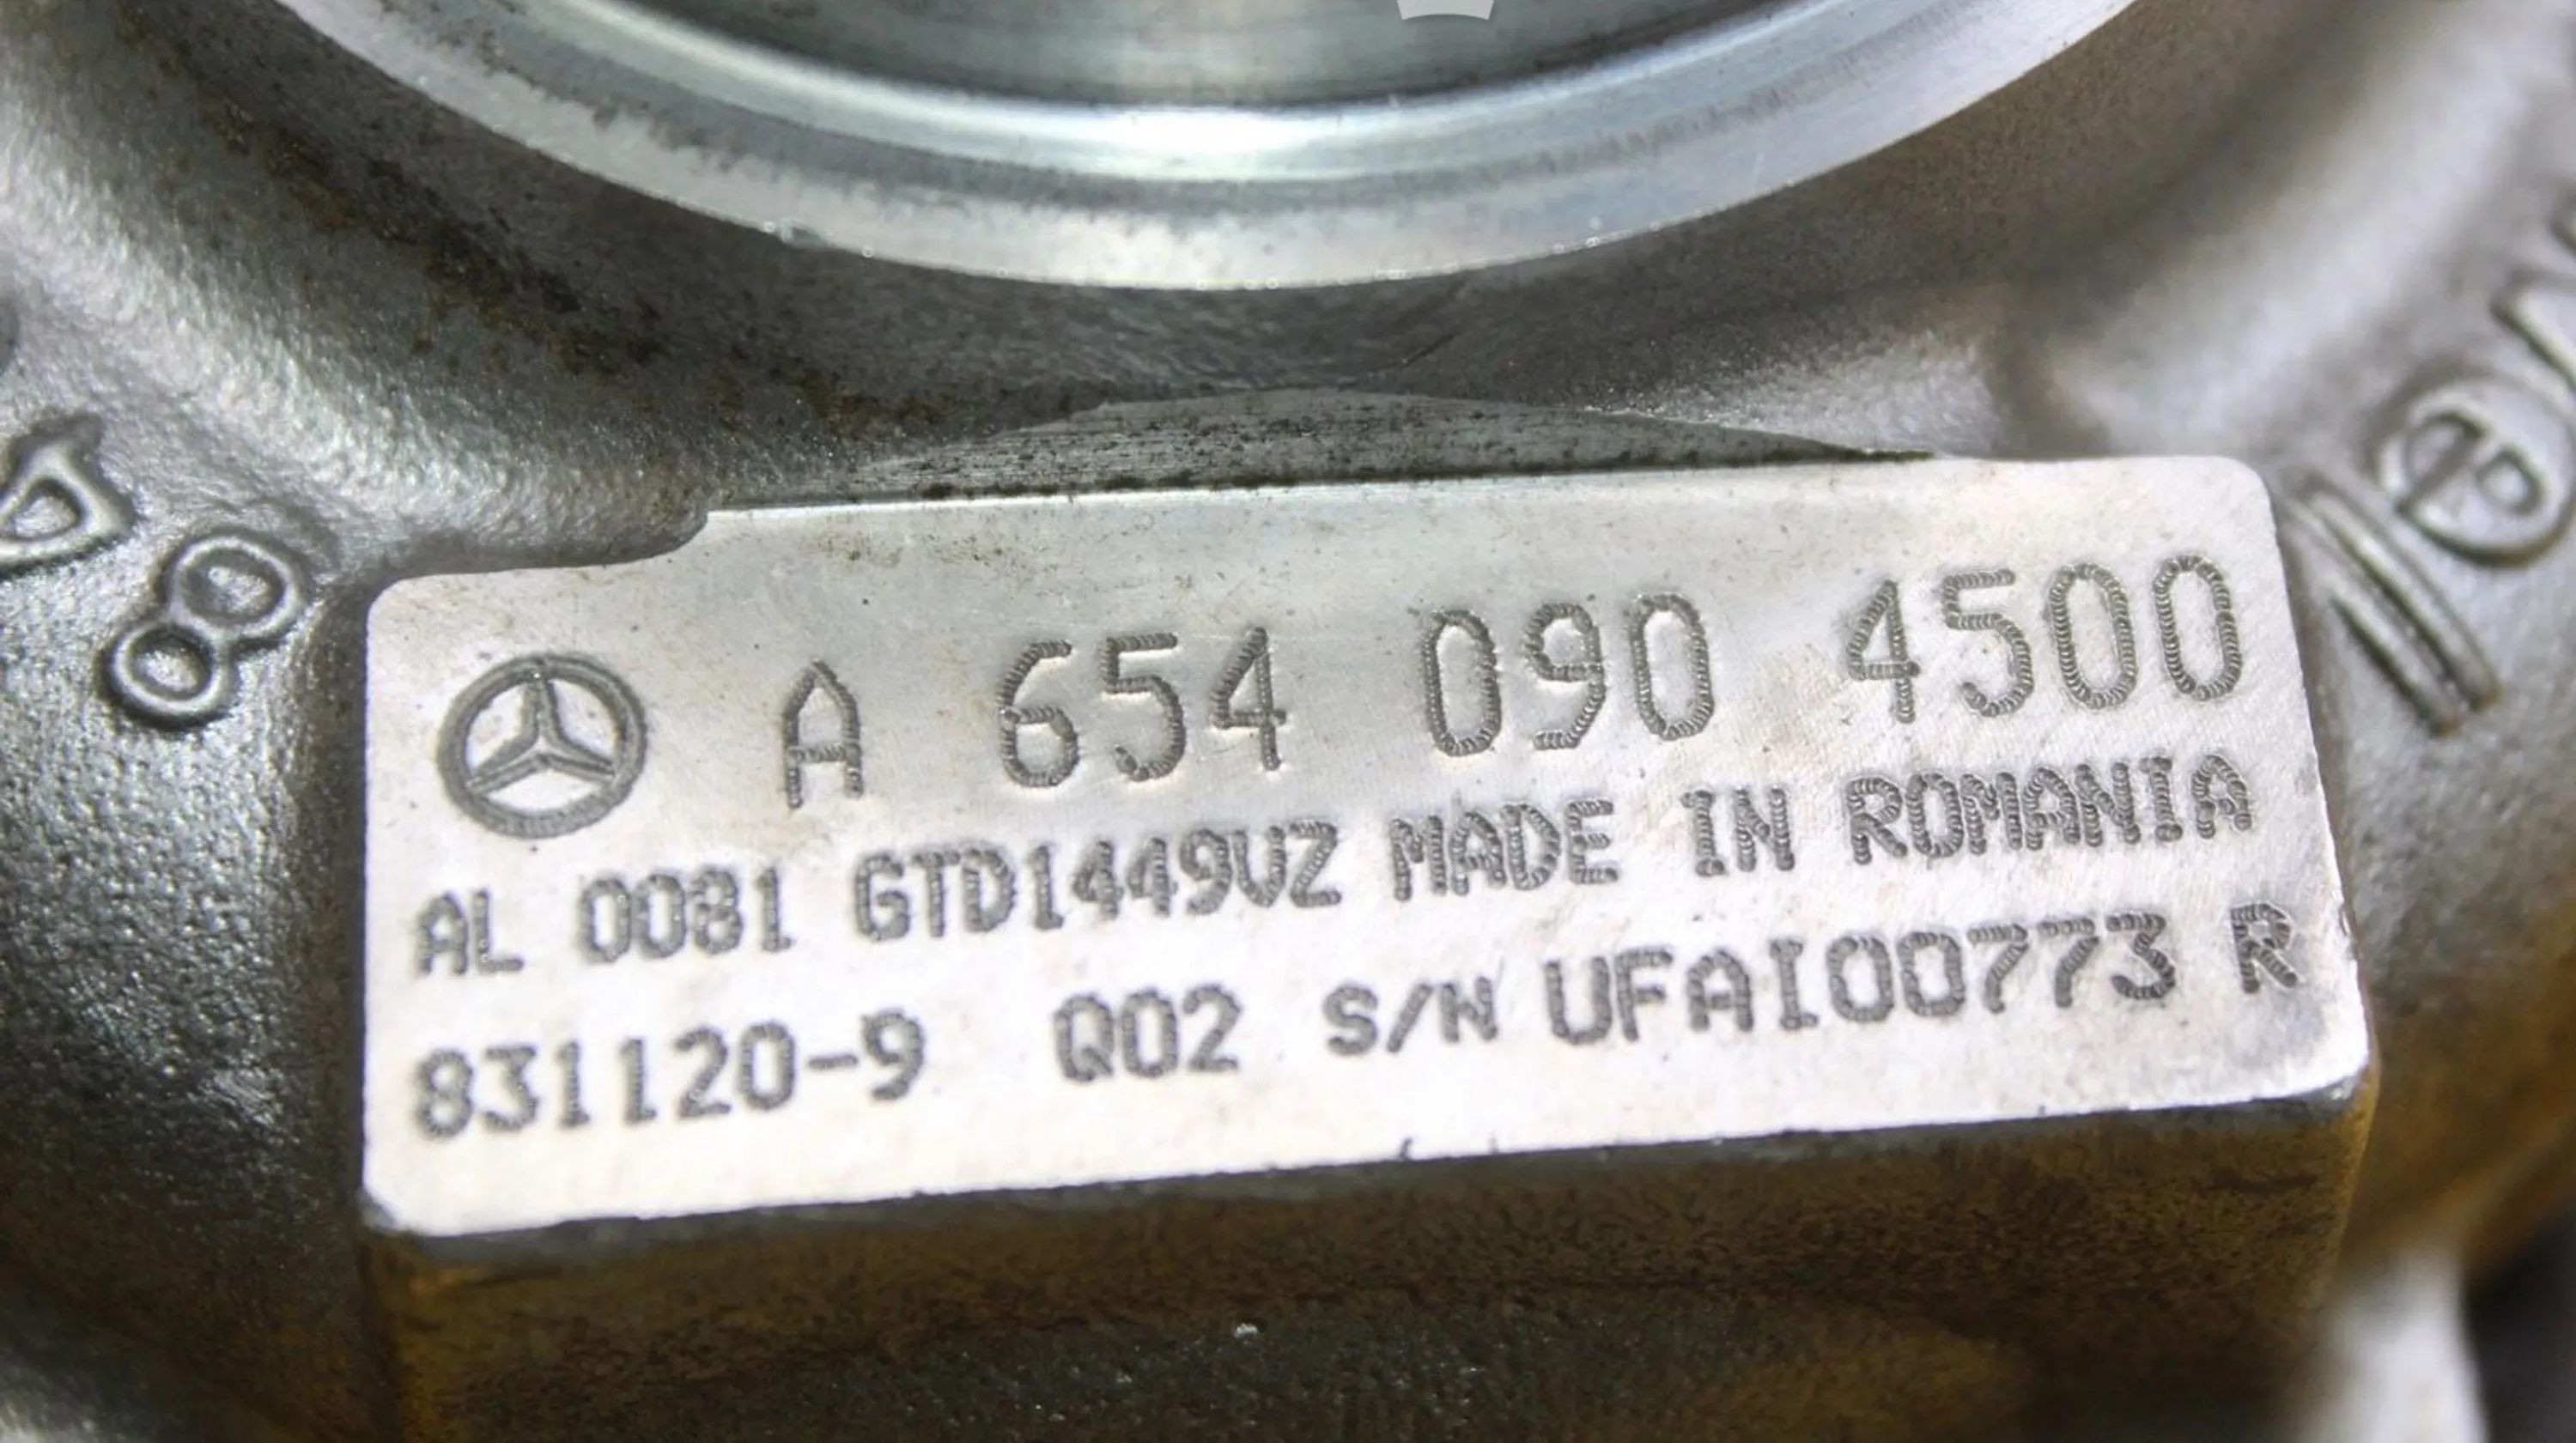 A 654 090 4500
AL 0081 GTD1449VZ MADE IN ROMANIA
831120-9 Q02 S/N UFAI00773 R